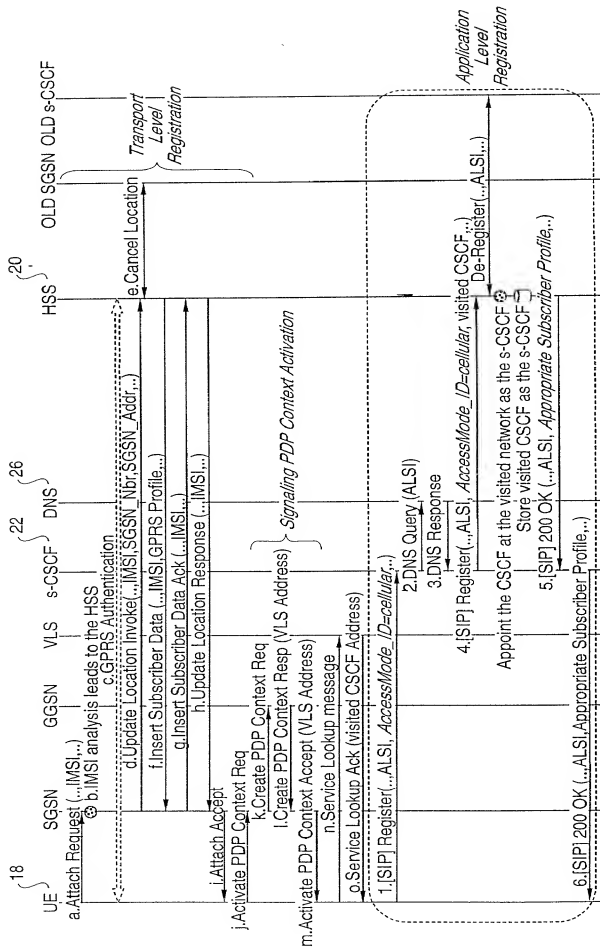 18
22
26
20
UE
SGSN
GGSN
VLS
s-CSCF
DNS
HSS
OLD SGSN
OLD s-CSCF
a.Attach Request (...,IMSI,..)
b.IMSI analysis leads to the HSS
c.GPRS Authentication
d.Update Location Invoke(...,IMSI,SGSN_Nbr,SGSN_Addr,..)
e.Cancel Location
Transport
Level
Registration
f.Insert Subscriber Data (...,IMSI,GPRS Profile,..)
g.Insert Subscriber Data Ack (...,IMSI,..)
h.Update Location Response (...,IMSI,..)
i.Attach Accept
j.Activate PDP Context Req
k.Create PDP Context Req
l.Create PDP Context Resp (VLS Address)
m.Activate PDP Context Accept (VLS Address)
Signaling PDP Context Activation
n.Service Lookup message
o.Service Lookup Ack (visited CSCF Address)
1.[SIP] Register(...,ALSI, AccessMode_ID=cellular,..)
2.DNS Query (ALSI)
3.DNS Response
4.[SIP] Register(...,ALSI, AccessMode_ID=cellular, visited CSCF,..)
De-Register(...,ALSI,..)
Application
Level
Registration
Appoint the CSCF at the visited network as the s-CSCF
Store visited CSCF as the s-CSCF
5.[SIP] 200 OK (...,ALSI, Appropriate Subscriber Profile,..)
6.[SIP] 200 OK (...,ALSI,Appropriate Subscriber Profile,..)